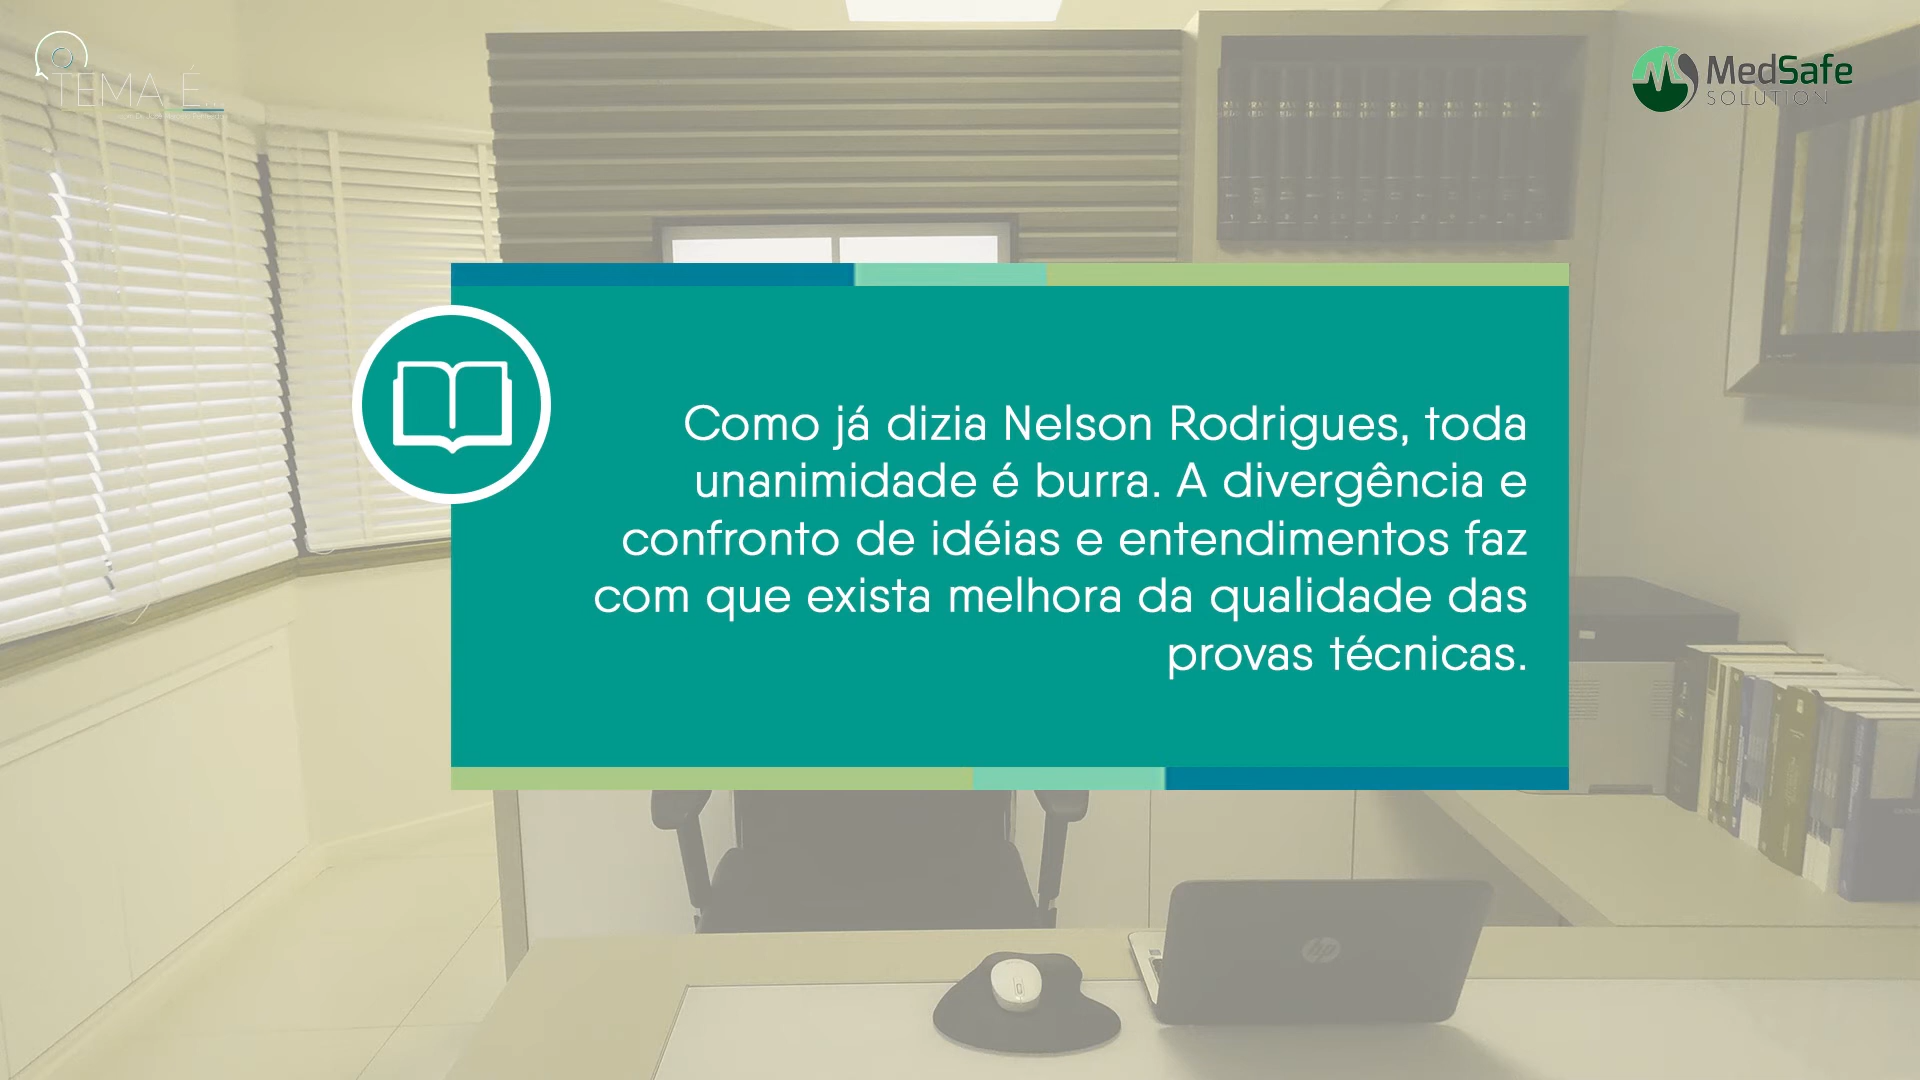 O
TEMA É...
MedSafe
SOLUTION
Como já dizia Nelson Rodrigues, toda
unanimidade é burra. A divergência e
confronto de idéias e entendimentos faz
com que exista melhora da qualidade das
provas técnicas.
hp